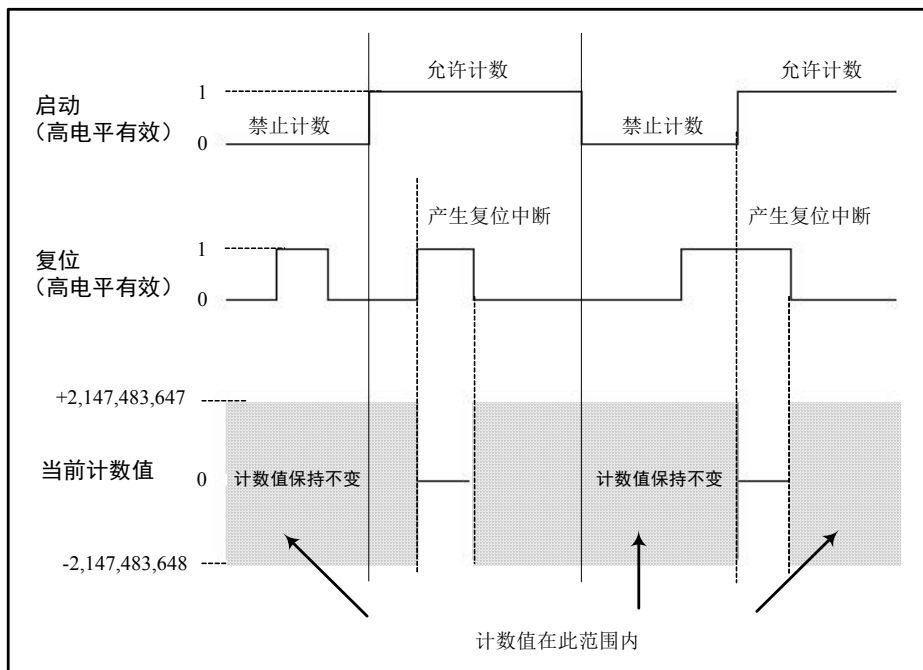 允许计数
允许计数
启动
（高电平有效）
1
0
禁止计数
禁止计数
产生复位中断
产生复位中断
复位
（高电平有效）
1
0
+2,147,483,647
当前计数值
0
计数值保持不变
计数值保持不变
-2,147,483,648
计数值在此范围内